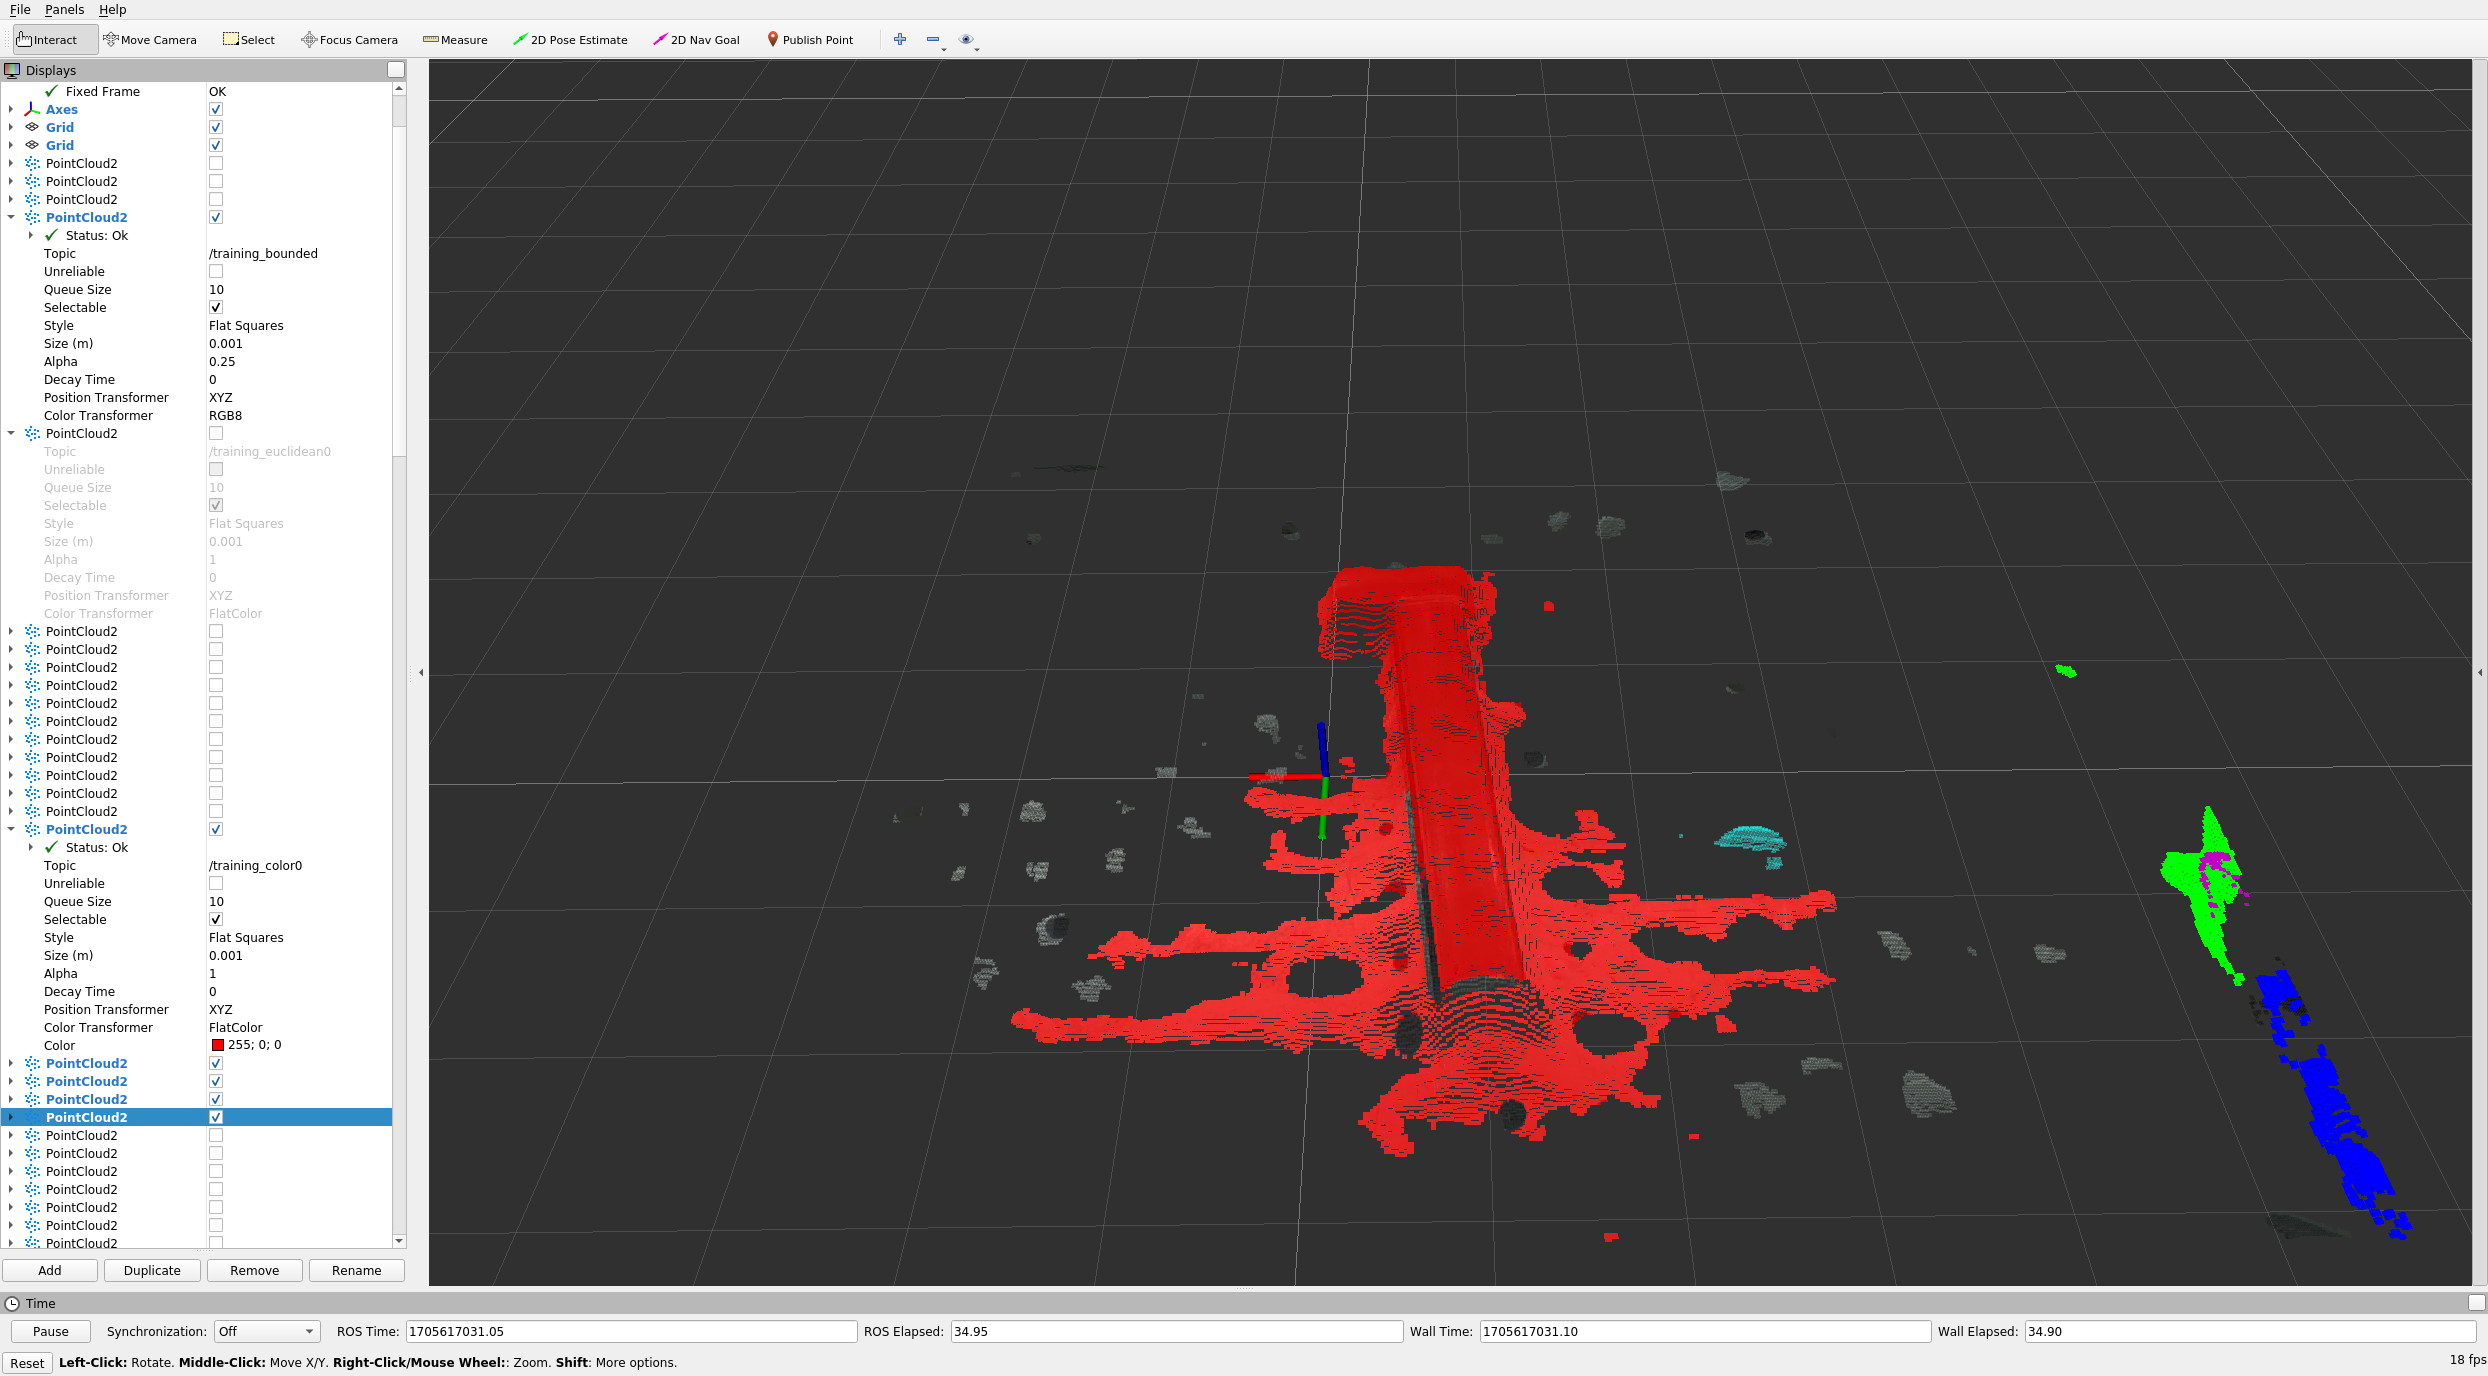 File Panels Help
Interact Move Camera Select Focus Camera Measure 2D Pose Estimate 2D Nav Goal Publish Point
Displays
Fixed Frame OK
Axes
Grid
Grid
PointCloud2
PointCloud2
PointCloud2
PointCloud2
Status: Ok
Topic /training_bounded
Unreliable
Queue Size 10
Selectable
Style Flat Squares
Size (m) 0.001
Alpha 0.25
Decay Time 0
Position Transformer XYZ
Color Transformer RGB8
PointCloud2
Topic /training_euclidean0
Unreliable
Queue Size 10
Selectable
Style Flat Squares
Size (m) 0.001
Alpha 1
Decay Time 0
Position Transformer XYZ
Color Transformer FlatColor
PointCloud2
PointCloud2
PointCloud2
PointCloud2
PointCloud2
PointCloud2
PointCloud2
PointCloud2
PointCloud2
PointCloud2
PointCloud2
PointCloud2
Status: Ok
Topic /training_color0
Unreliable
Queue Size 10
Selectable
Style Flat Squares
Size (m) 0.001
Alpha 1
Decay Time 0
Position Transformer XYZ
Color Transformer FlatColor
Color 255; 0; 0
PointCloud2
PointCloud2
PointCloud2
PointCloud2
PointCloud2
PointCloud2
PointCloud2
PointCloud2
PointCloud2
PointCloud2
PointCloud2
Add Duplicate Remove Rename
Time
Pause Synchronization: Off ROS Time: 1705617031.05 ROS Elapsed: 34.95 Wall Time: 1705617031.10 Wall Elapsed: 34.90
Reset Left-Click: Rotate. Middle-Click: Move X/Y. Right-Click/Mouse Wheel:: Zoom. Shift: More options. 18 fps